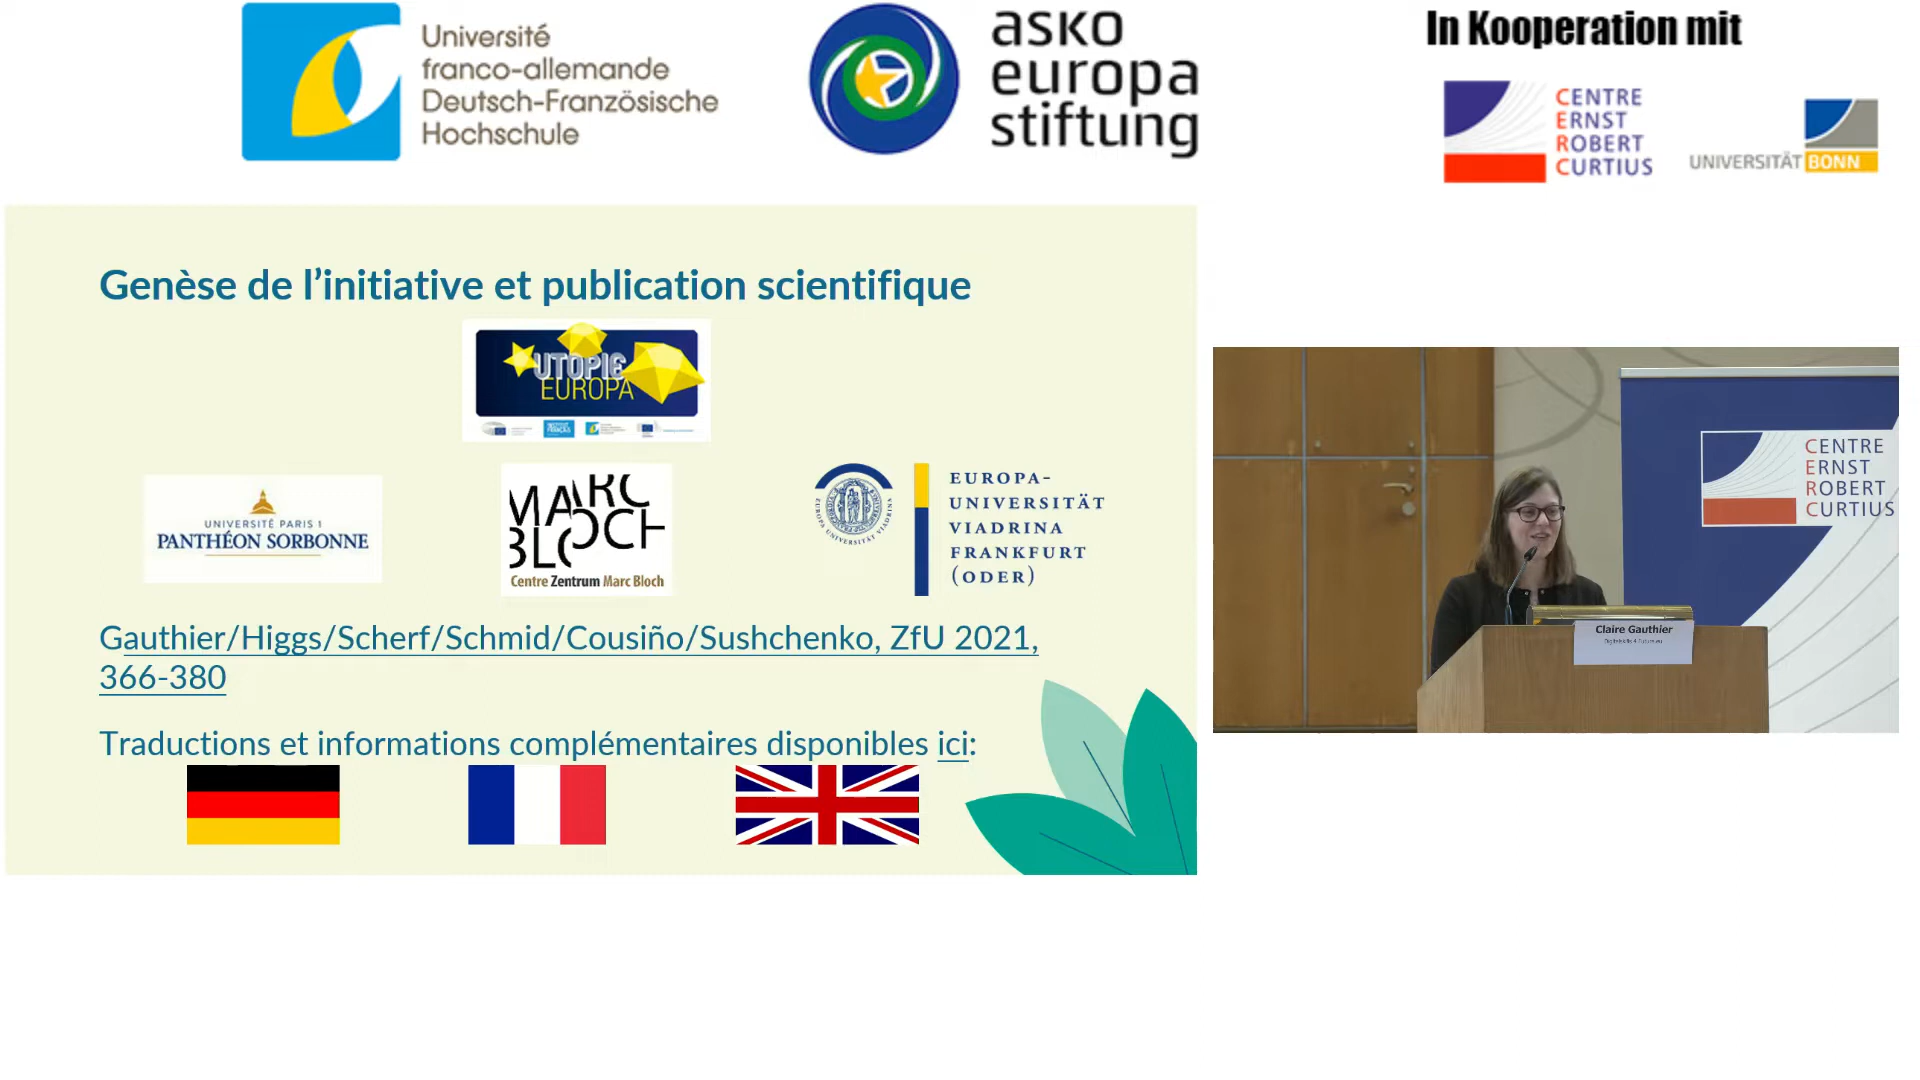 Université
franco-allemande
Deutsch-Französische
Hochschule
asko
europa
stiftung
In Kooperation mit
CENTRE
ERNST
ROBERT
CURTIUS
UNIVERSITÄT BONN
Genèse de l’initiative et publication scientifique
UTOPIE
EUROPA
UNIVERSITÉ PARIS 1
PANTHÉON SORBONNE
MARC
BLOCH
Centre Zentrum Marc Bloch
EUROPA-
UNIVERSITÄT
VIADRINA
FRANKFURT
(ODER)
Gauthier/Higgs/Scherf/Schmid/Cousiño/Sushchenko, ZfU 2021,
366-380
Traductions et informations complémentaires disponibles ici:
CENTRE
ERNST
ROBERT
CURTIUS
Claire Gauthier